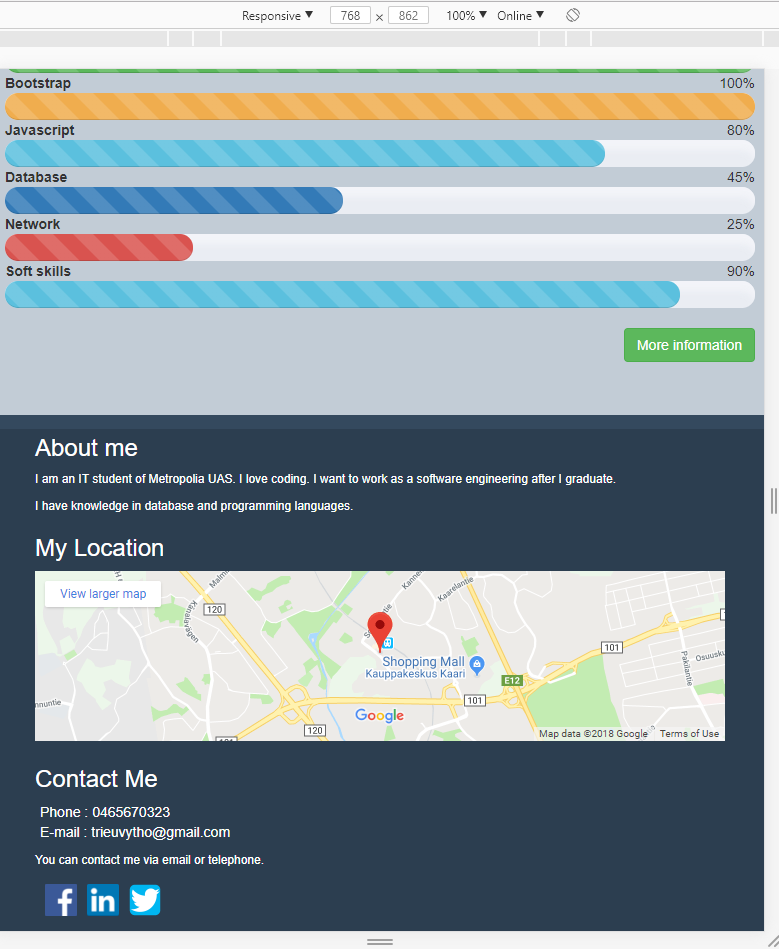 Responsive ▼ 768 × 862 100% ▼ Online ▼
Bootstrap 100%
Javascript 80%
Database 45%
Network 25%
Soft skills 90%
More information
About me
I am an IT student of Metropolia UAS. I love coding. I want to work as a software engineering after I graduate.
I have knowledge in database and programming languages.
My Location
View larger map
120
Kaarelantie
101
Osuusku
Pakilantie
Shopping Mall
Kauppakeskus Kaari
E12
101
nnuntie
Google
120
Map data ©2018 Google Terms of Use
Contact Me
Phone : 0465670323
E-mail : trieuvytho@gmail.com
You can contact me via email or telephone.
f in